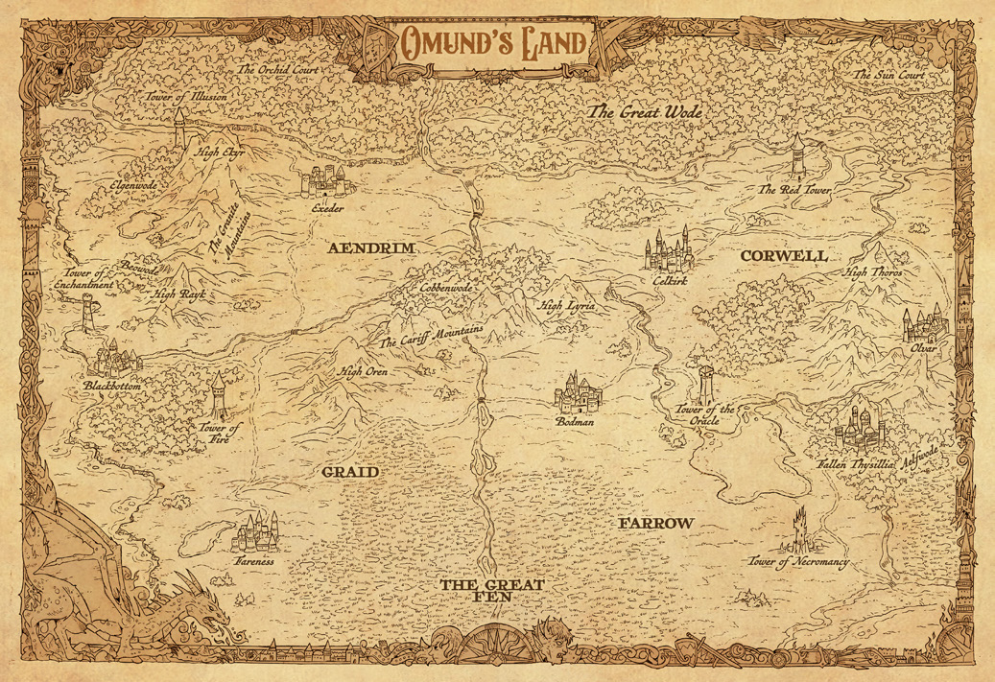 OMUND'S LAND
The Orchid Court
The Sun Court
Tower of Illusion
The Great Wode
High Ekyr
Elgenwode
The Red Tower
Exeder
The Granite
Mountains
AENDRIM
CORWELL
Beowode
Tower of
Enchantment
High Rayk
Cobbenwode
High Lyria
Celkirk
High Thoros
The Cariff Mountains
Olvar
Blackbottom
High Oren
Tower of
Fire
Bodman
Tower of the
Oracle
Fallen Thysillia
Aelfwode
GRAID
FARROW
Fareness
Tower of Necromancy
THE GREAT
FEN